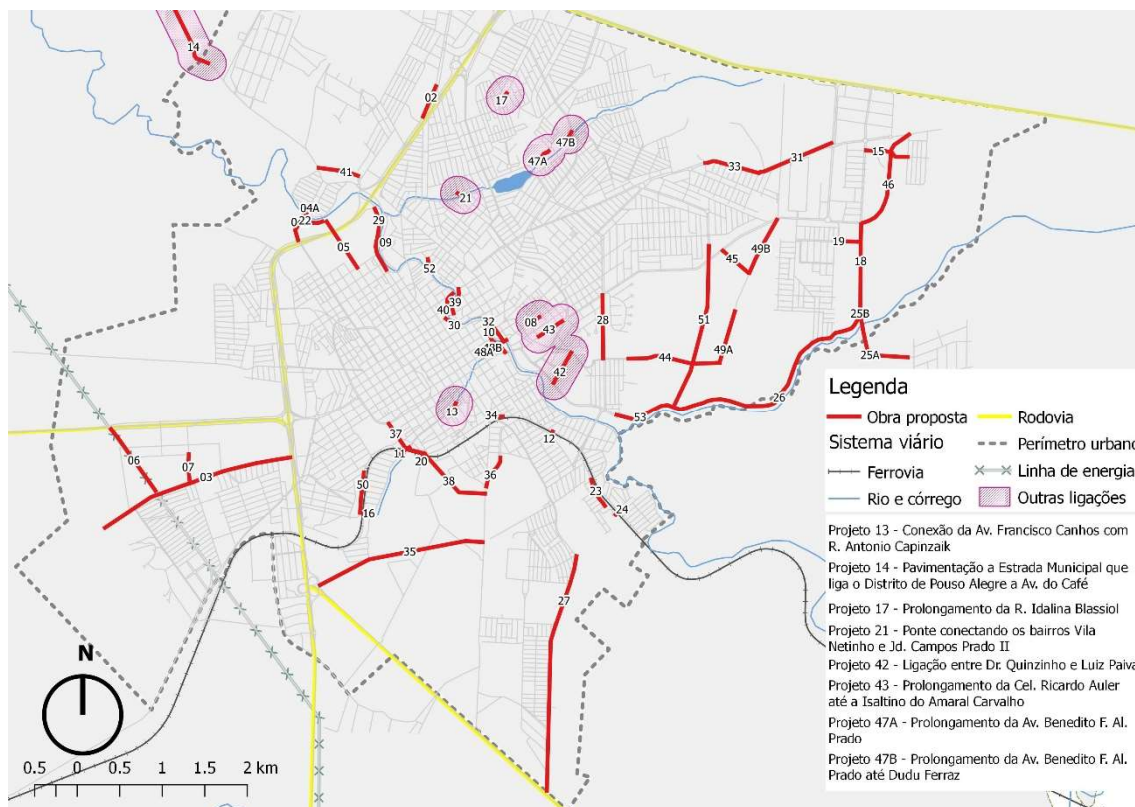 14
17
02
47B
47A
21
41
04A
22
29
05
09
52
39
40
30
32
10
48A
08
43
42
28
33
31
15
46
19
18
45
49B
51
25B
25A
49A
44
26
53
13
34
37
11
20
12
38
36
50
16
23
24
06
07
03
35
27
N
0.5 0 0.5 1 1.5 2 km
Legenda
Obra proposta
Rodovia
Sistema viário
Perímetro urbano
Ferrovia
Linha de energia
Rio e córrego
Outras ligações
Projeto 13 - Conexão da Av. Francisco Canhos com
R. Antonio Capinzaik
Projeto 14 - Pavimentação a Estrada Municipal que
liga o Distrito de Pouso Alegre a Av. do Café
Projeto 17 - Prolongamento da R. Idalina Blassiol
Projeto 21 - Ponte conectando os bairros Vila
Netinho e Jd. Campos Prado II
Projeto 42 - Ligação entre Dr. Quinzinho e Luiz Paiva
Projeto 43 - Prolongamento da Cel. Ricardo Auler
até a Isaltino do Amaral Carvalho
Projeto 47A - Prolongamento da Av. Benedito F. Al.
Prado
Projeto 47B - Prolongamento da Av. Benedito F. Al.
Prado até Dudu Ferraz